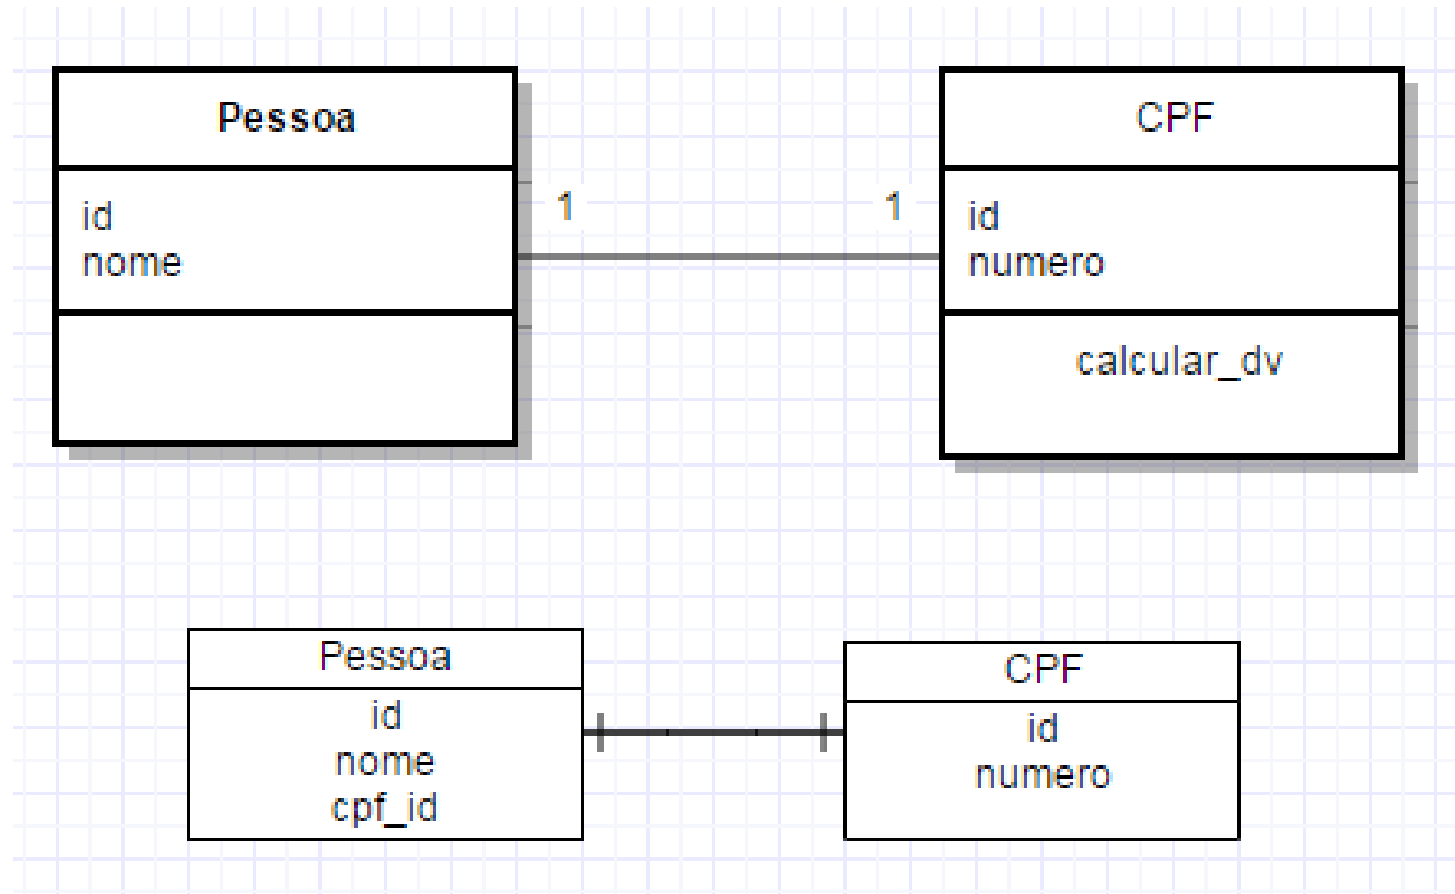 Pessoa
id
nome
1
1
CPF
id
numero
calcular_dv
Pessoa
id
nome
cpf_id
CPF
id
numero